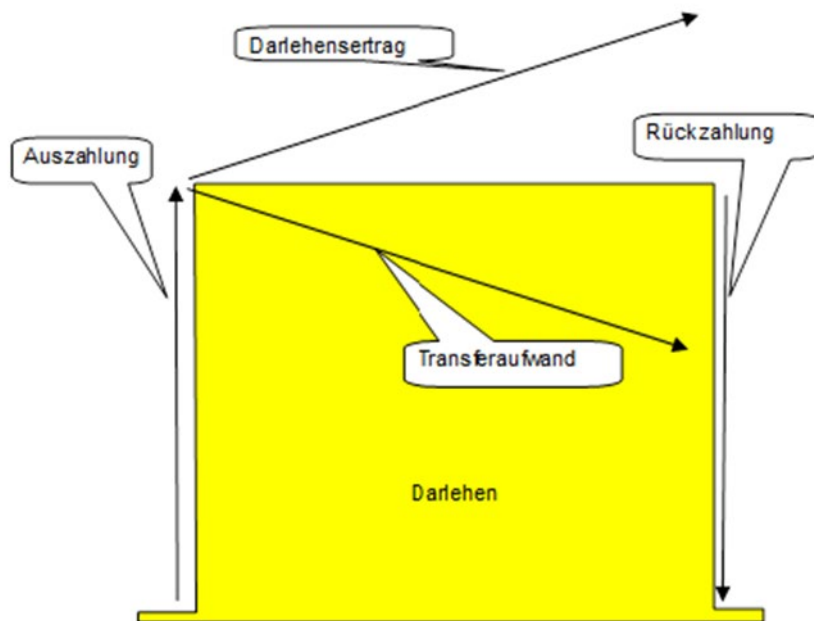 Darlehensertrag
Auszahlung
Rückzahlung
Transferaufwand
Darlehen